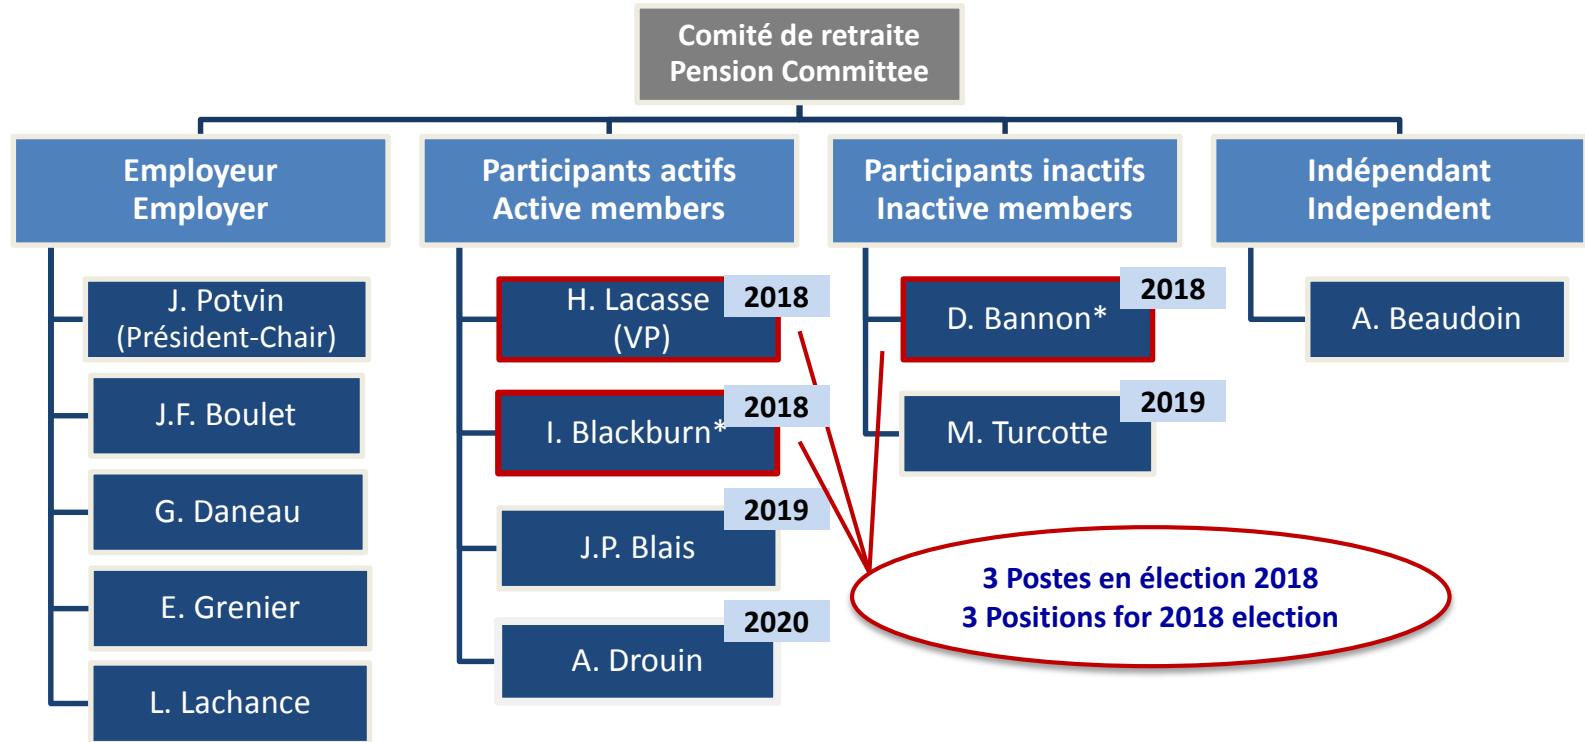 Comité de retraite
Pension Committee
Employeur
Employer
J. Potvin
(Président-Chair)
J.F. Boulet
G. Daneau
E. Grenier
L. Lachance
Participants actifs
Active members
H. Lacasse
(VP)
2018
I. Blackburn*
2018
J.P. Blais
2019
A. Drouin
2020
Participants inactifs
Inactive members
D. Bannon*
2018
M. Turcotte
2019
Indépendant
Independent
A. Beaudoin
3 Postes en élection 2018
3 Positions for 2018 election